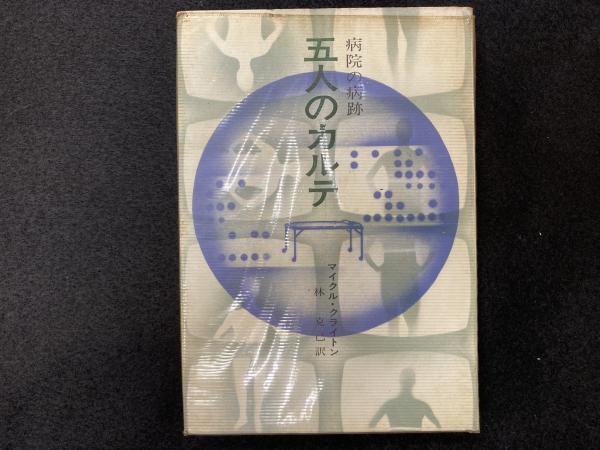 病院の病跡
五人のカルテ
マイクル・クライトン
林 克己訳